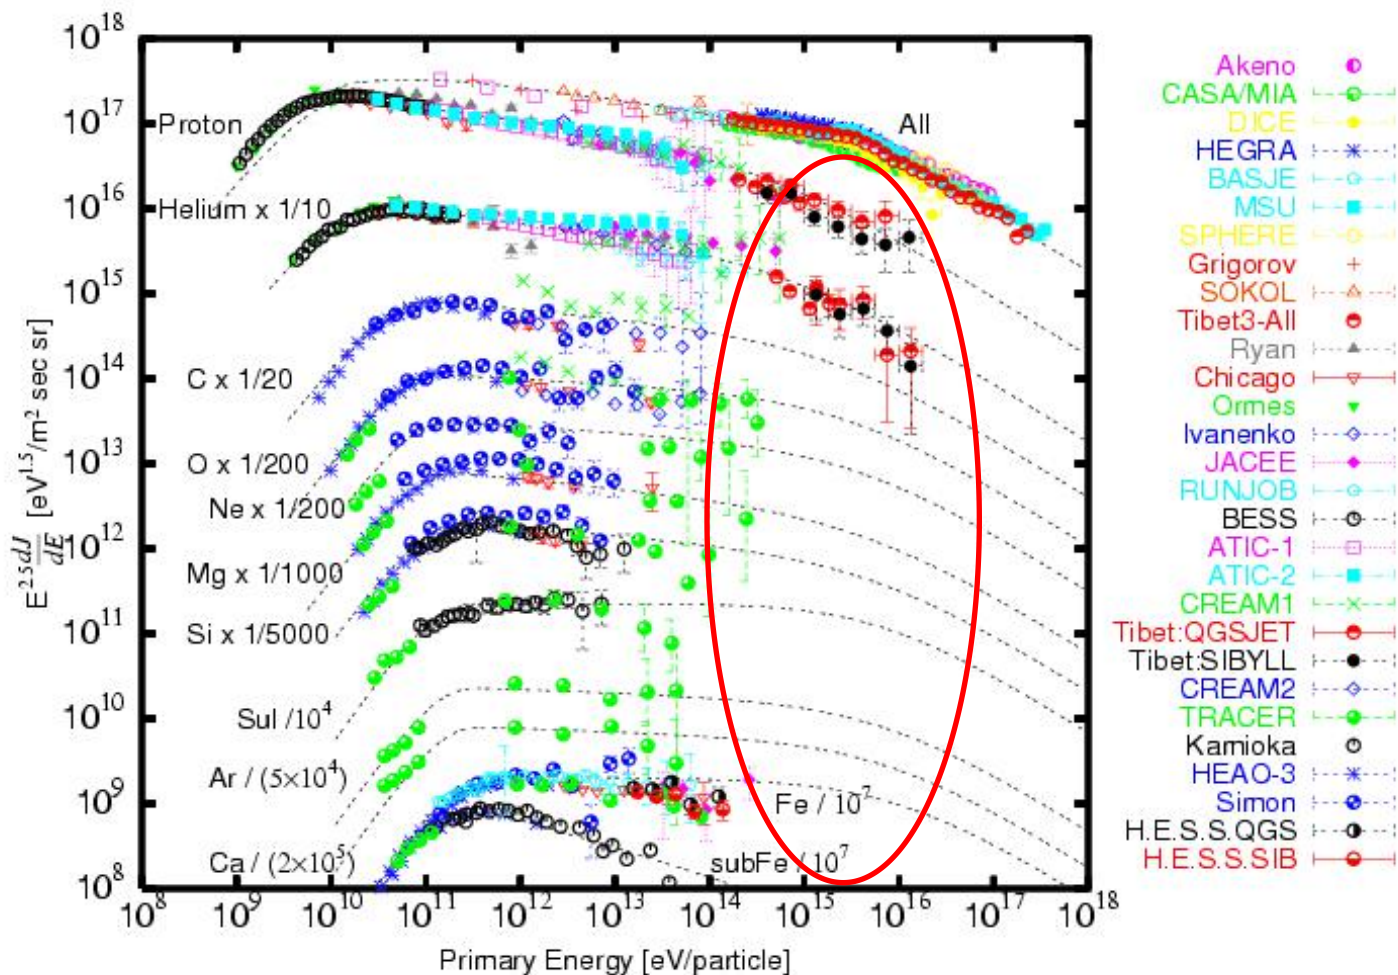 10^18
10^17
10^16
10^15
10^14
10^13
10^12
10^11
10^10
10^9
10^8
E^2.5 dJ/dE [eV^1.5/m^2 sec sr]
Proton
All
Helium x 1/10
C x 1/20
O x 1/200
Ne x 1/200
Mg x 1/1000
Si x 1/5000
Sul /10^4
Ar / (5×10^4)
Fe / 10^7
Ca / (2×10^5)
subFe / 10^7
10^8 10^9 10^10 10^11 10^12 10^13 10^14 10^15 10^16 10^17 10^18
Primary Energy [eV/particle]
Akeno
CASA/MIA
DICE
HEGRA
BASJE
MSU
SPHERE
Grigorov
SOKOL
Tibet3-All
Ryan
Chicago
Ormes
Ivanenko
JACEE
RUNJOB
BESS
ATIC-1
ATIC-2
CREAM1
Tibet:QGSJET
Tibet:SIBYLL
CREAM2
TRACER
Kamioka
HEAO-3
Simon
H.E.S.S.QGS
H.E.S.S.SIB